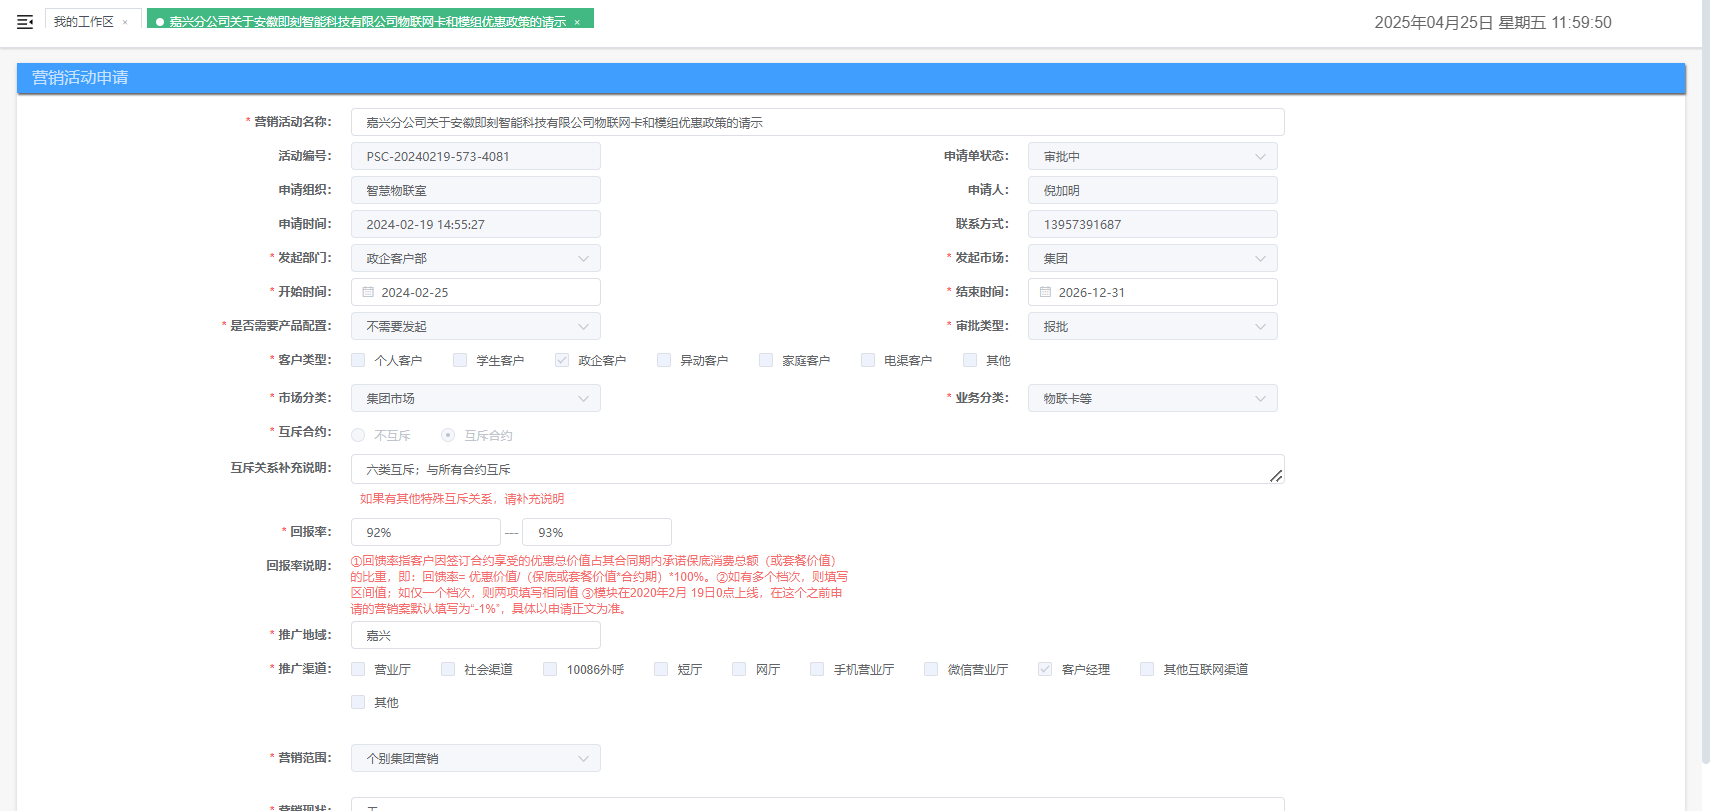 我的工作区 ×
嘉兴分公司关于安徽即刻智能科技有限公司物联网卡和模组优惠政策的请示 ×
2025年04月25日 星期五 11:59:50
营销活动申请
* 营销活动名称： 嘉兴分公司关于安徽即刻智能科技有限公司物联网卡和模组优惠政策的请示
活动编号： PSC-20240219-573-4081 申请单状态： 审批中
申请组织： 智慧物联室 申请人： 倪加明
申请时间： 2024-02-19 14:55:27 联系方式： 13957391687
* 发起部门： 政企客户部 * 发起市场： 集团
* 开始时间： 2024-02-25 * 结束时间： 2026-12-31
* 是否需要产品配置： 不需要发起 * 审批类型： 报批
* 客户类型： 个人客户 学生客户 政企客户 异动客户 家庭客户 电渠客户 其他
* 市场分类： 集团市场 * 业务分类： 物联卡等
* 互斥合约： 不互斥 互斥合约
互斥关系补充说明： 六类互斥；与所有合约互斥
如果有其他特殊互斥关系，请补充说明
* 回报率： 92% --- 93%
回报率说明： ①回馈率指客户因签订合约享受的优惠总价值占其合同期内承诺保底消费总额（或套餐价值）
的比重，即：回馈率= 优惠价值/（保底或套餐价值*合约期）*100%。②如有多个档次，则填写
区间值；如仅一个档次，则两项填写相同值 ③模块在2020年2月 19日0点上线，在这个之前申
请的营销案默认填写为“-1%”，具体以申请正文为准。
* 推广地域： 嘉兴
* 推广渠道： 营业厅 社会渠道 10086外呼 短厅 网厅 手机营业厅 微信营业厅 客户经理 其他互联网渠道
其他
* 营销范围： 个别集团营销
* 营销现状： 无